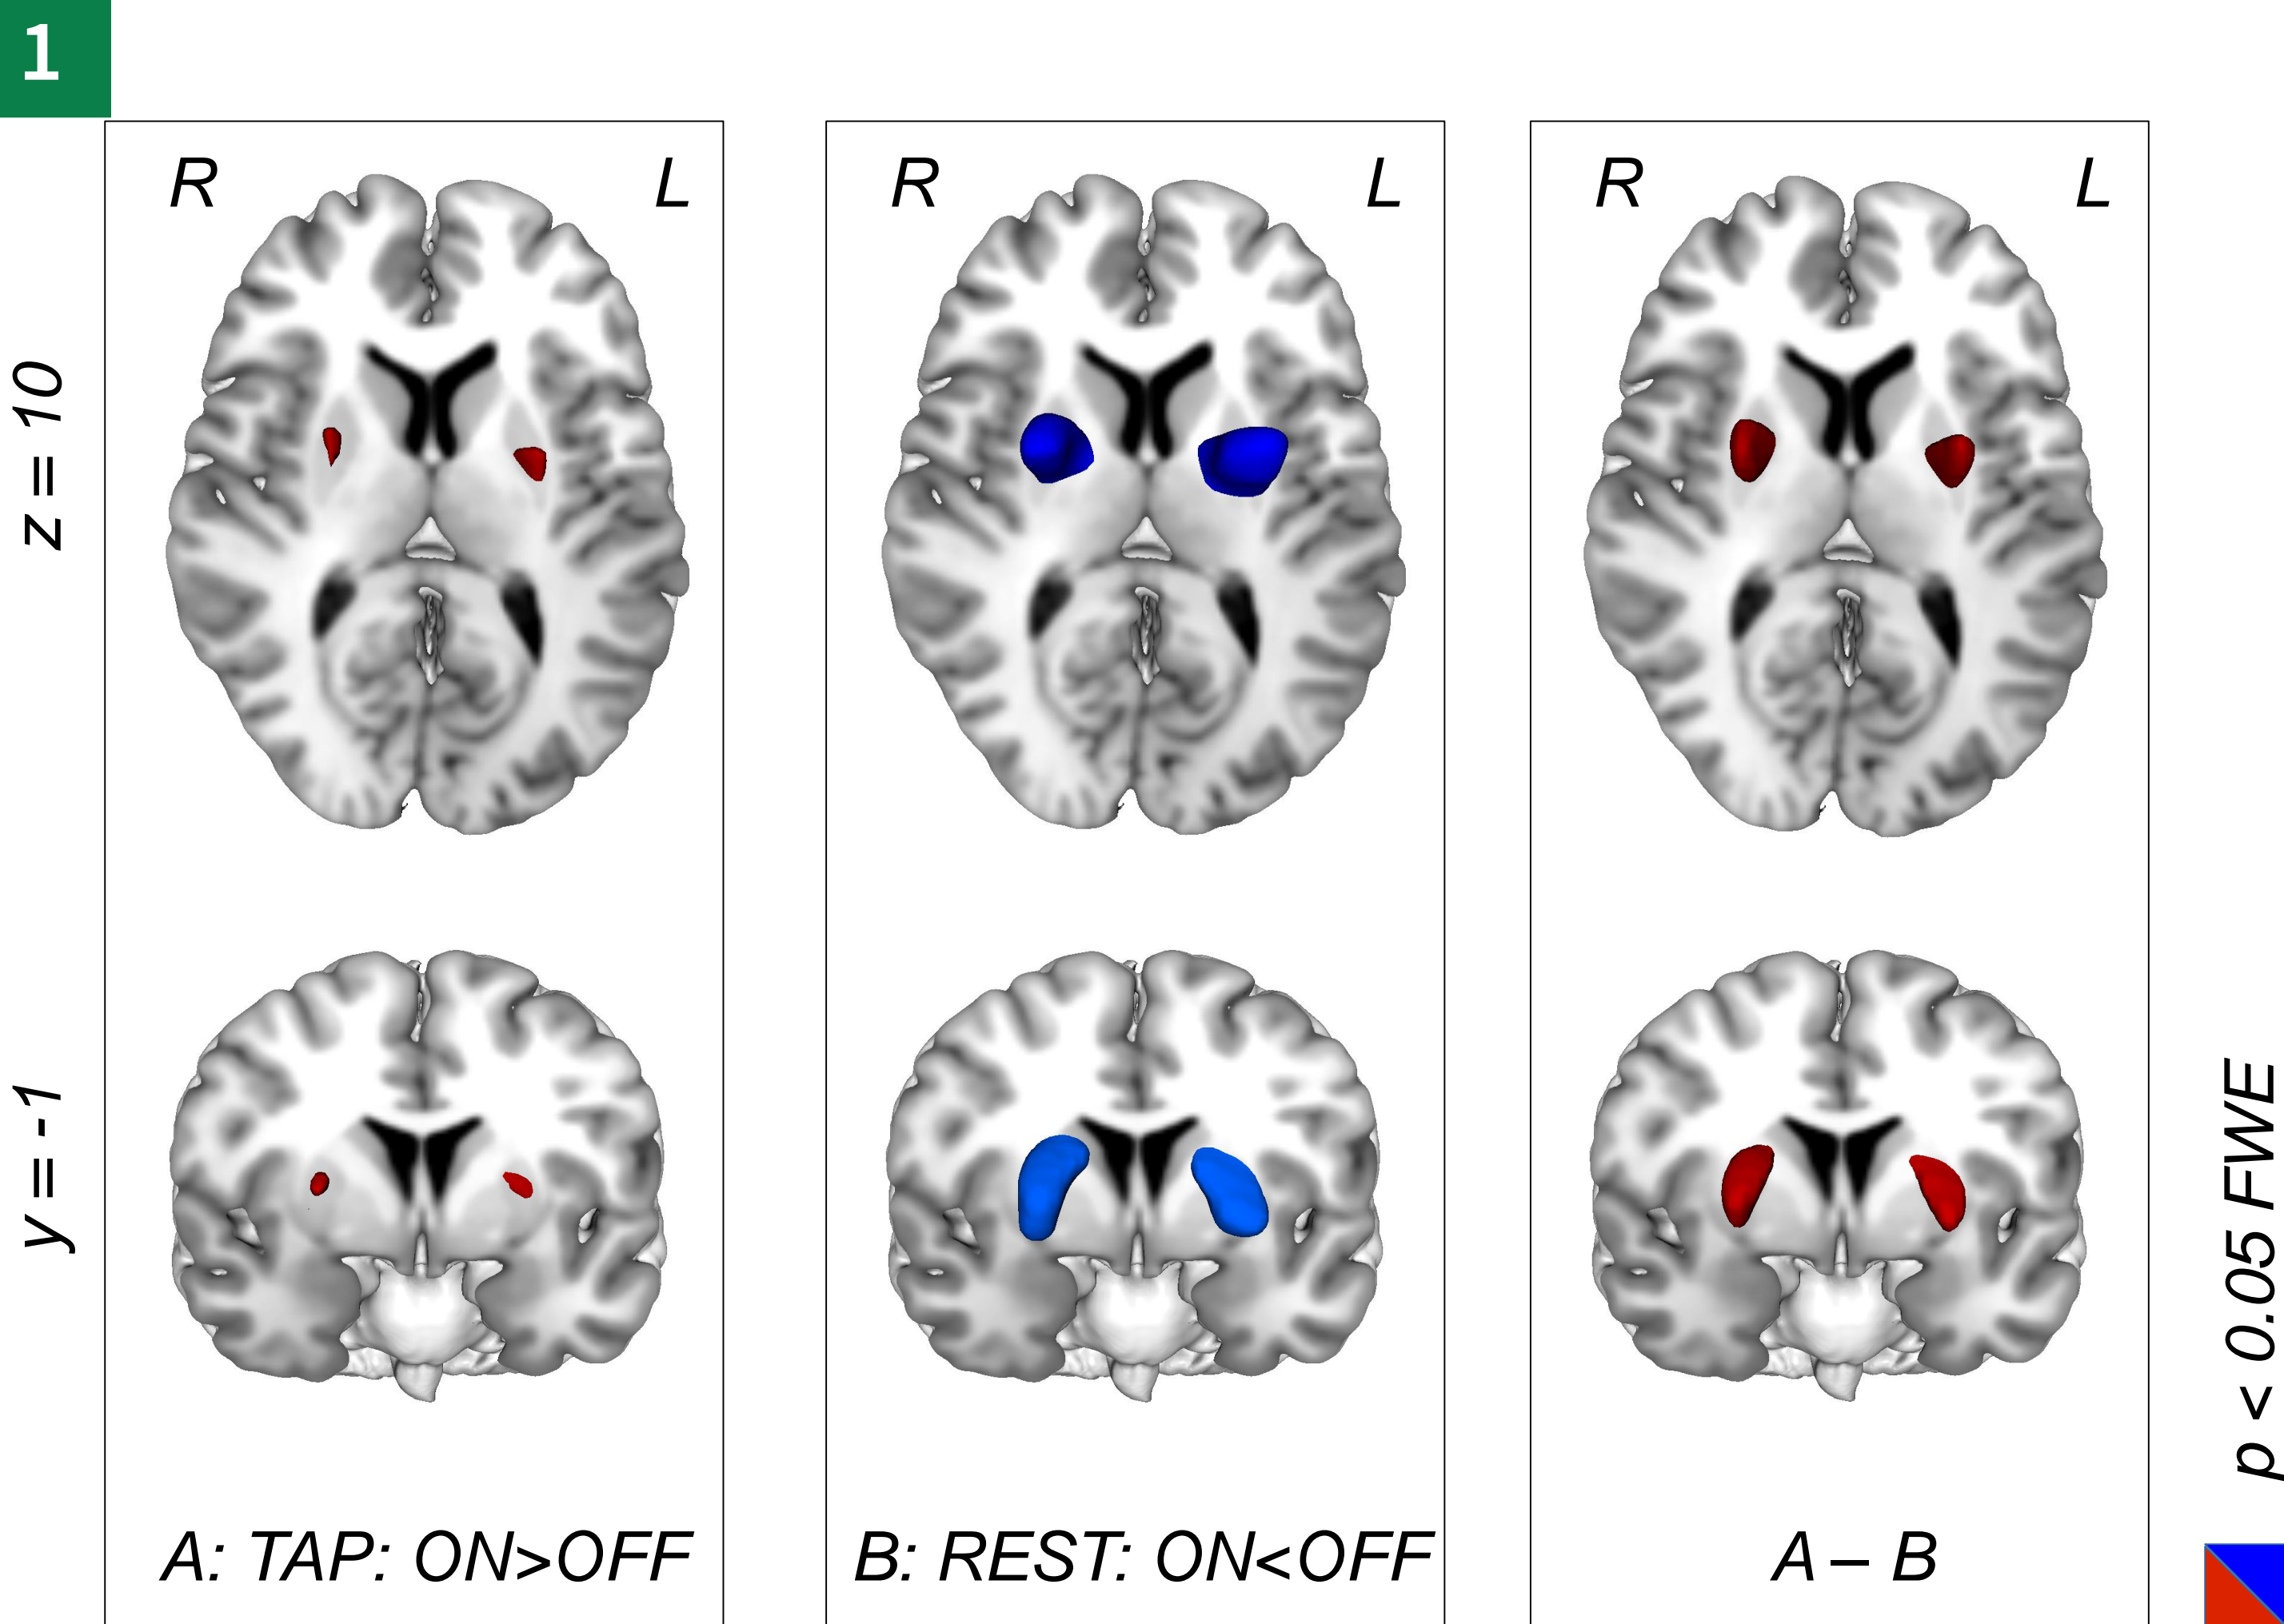 1
R L
R L
R L
z = 10
y = -1
p < 0.05 FWE
A: TAP: ON>OFF
B: REST: ON<OFF
A – B